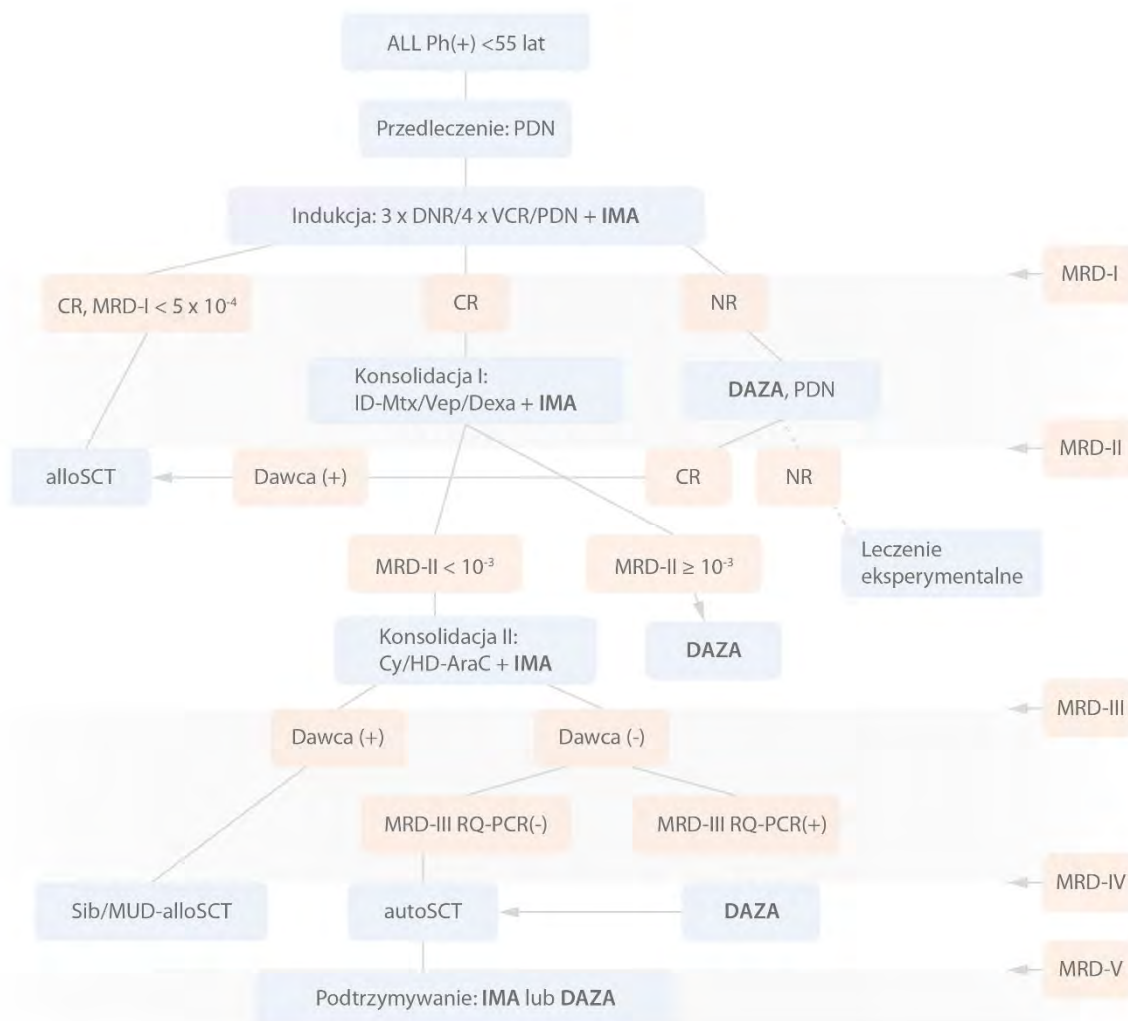 ALL Ph(+) <55 lat
Przedleczenie: PDN
Indukcja: 3 x DNR/4 x VCR/PDN + IMA
MRD-I
CR, MRD-I < 5 x 10⁻⁴
CR
NR
Konsolidacja I:
ID-Mtx/Vep/Dexa + IMA
DAZA, PDN
MRD-II
alloSCT
Dawca (+)
CR
NR
Leczenie
eksperymentalne
MRD-II < 10⁻³
MRD-II ≥ 10⁻³
Konsolidacja II:
Cy/HD-AraC + IMA
DAZA
MRD-III
Dawca (+)
Dawca (-)
MRD-III RQ-PCR(-)
MRD-III RQ-PCR(+)
MRD-IV
Sib/MUD-alloSCT
autoSCT
DAZA
MRD-V
Podtrzymywanie: IMA lub DAZA